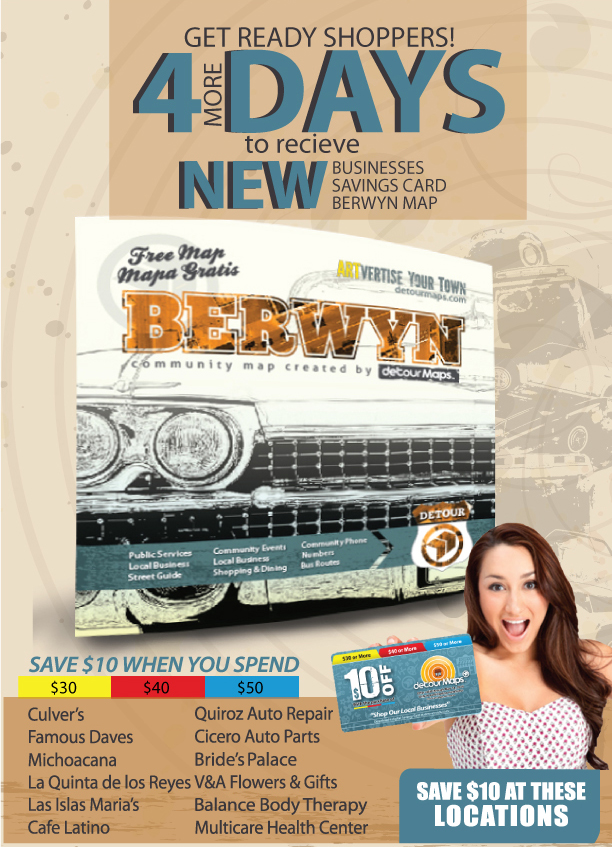 GET READY SHOPPERS!
4 MORE DAYS
to recieve
NEW
BUSINESSES
SAVINGS CARD
BERWYN MAP
Free Map
Mapa Gratis
ARTVERTISE YOUR TOWN
detourmaps.com
BERWYN
community map created by detour Maps.
DETOUR
Public Services
Local Business
Street Guide
Community Events
Local Business
Shopping & Dining
Community Phone
Numbers
Bus Routes
SAVE $10 WHEN YOU SPEND
$30 $40 $50
$30 or More $40 or More $50 or More
$10 OFF
detour Maps
"Shop Our Local Businesses"
Culver's
Famous Daves
Michoacana
La Quinta de los Reyes
Las Islas Maria's
Cafe Latino
Quiroz Auto Repair
Cicero Auto Parts
Bride's Palace
V&A Flowers & Gifts
Balance Body Therapy
Multicare Health Center
SAVE $10 AT THESE
LOCATIONS